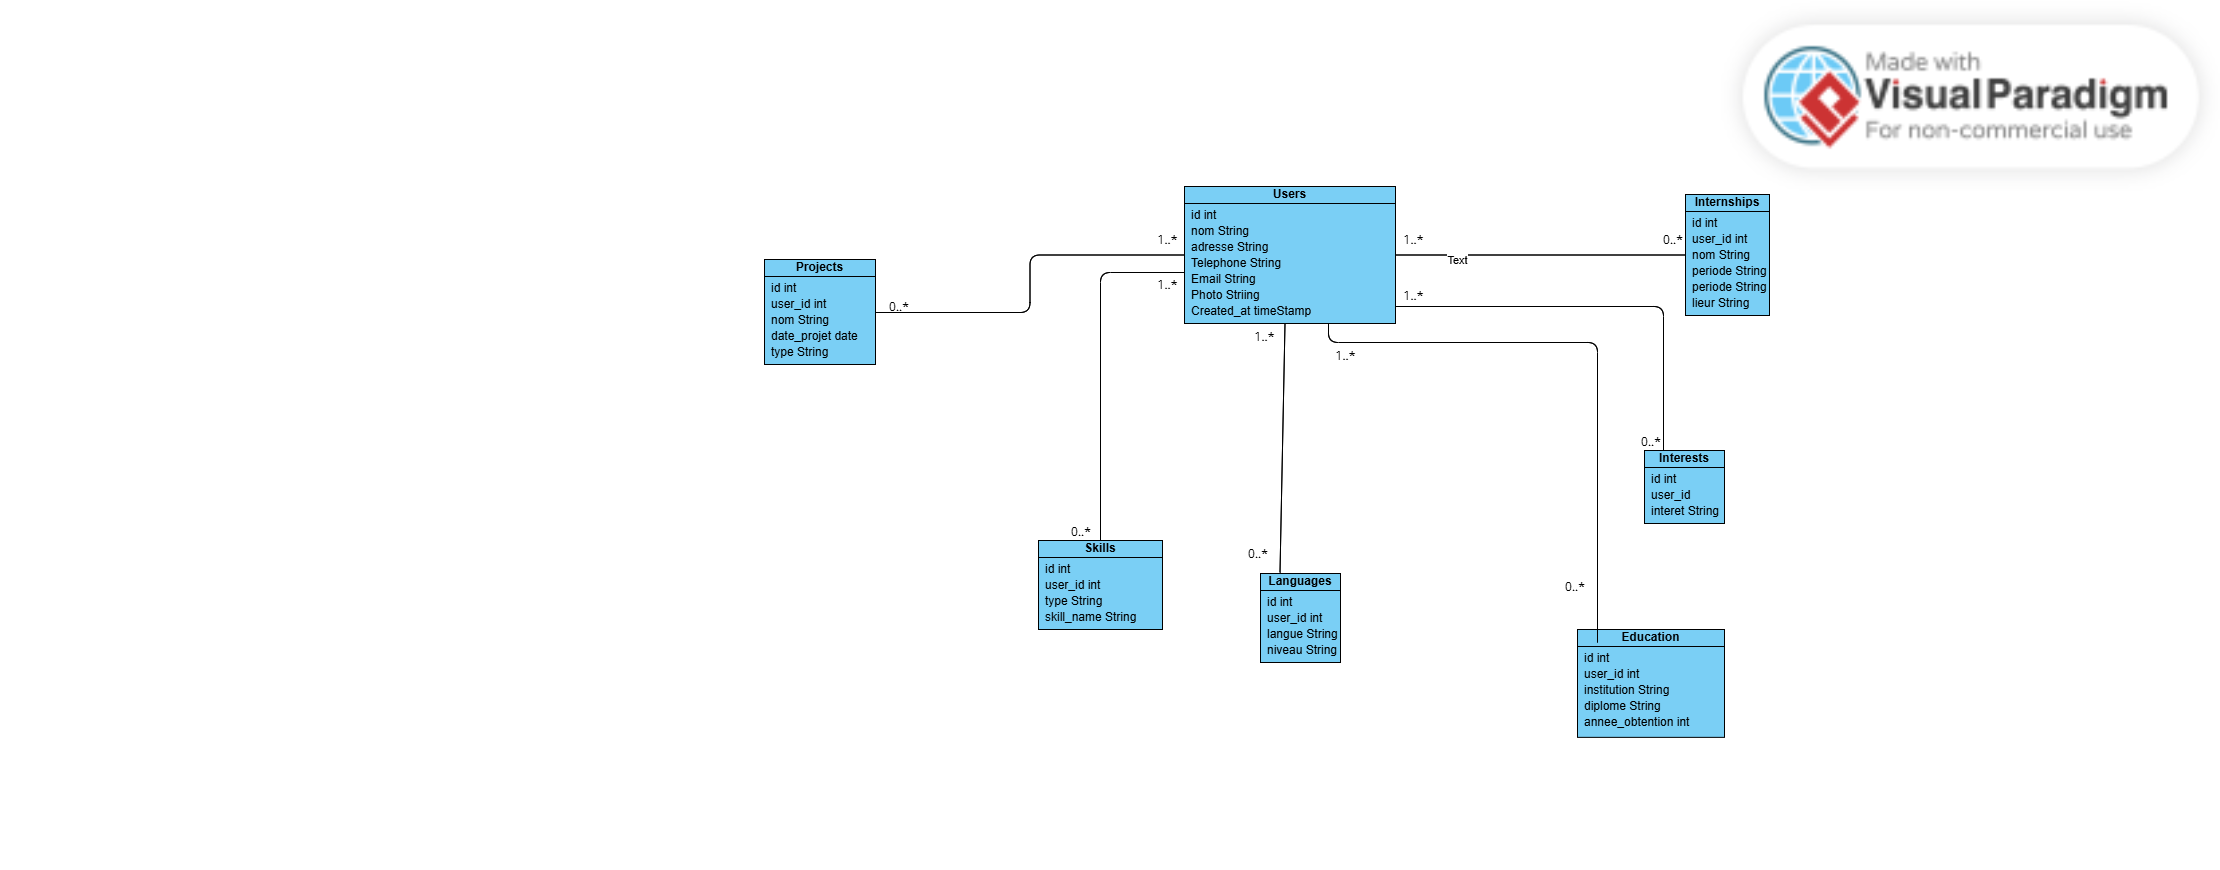 Made with
Visual Paradigm
For non-commercial use
Users
id int
nom String
adresse String
Telephone String
Email String
Photo Striing
Created_at timeStamp
Internships
id int
user_id int
nom String
periode String
periode String
lieur String
Projects
id int
user_id int
nom String
date_projet date
type String
1..*
0..*
1..*
1..*
Text
0..*
1..*
1..*
1..*
0..*
Interests
id int
user_id
interet String
0..*
Skills
id int
user_id int
type String
skill_name String
0..*
Languages
id int
user_id int
langue String
niveau String
0..*
Education
id int
user_id int
institution String
diplome String
annee_obtention int